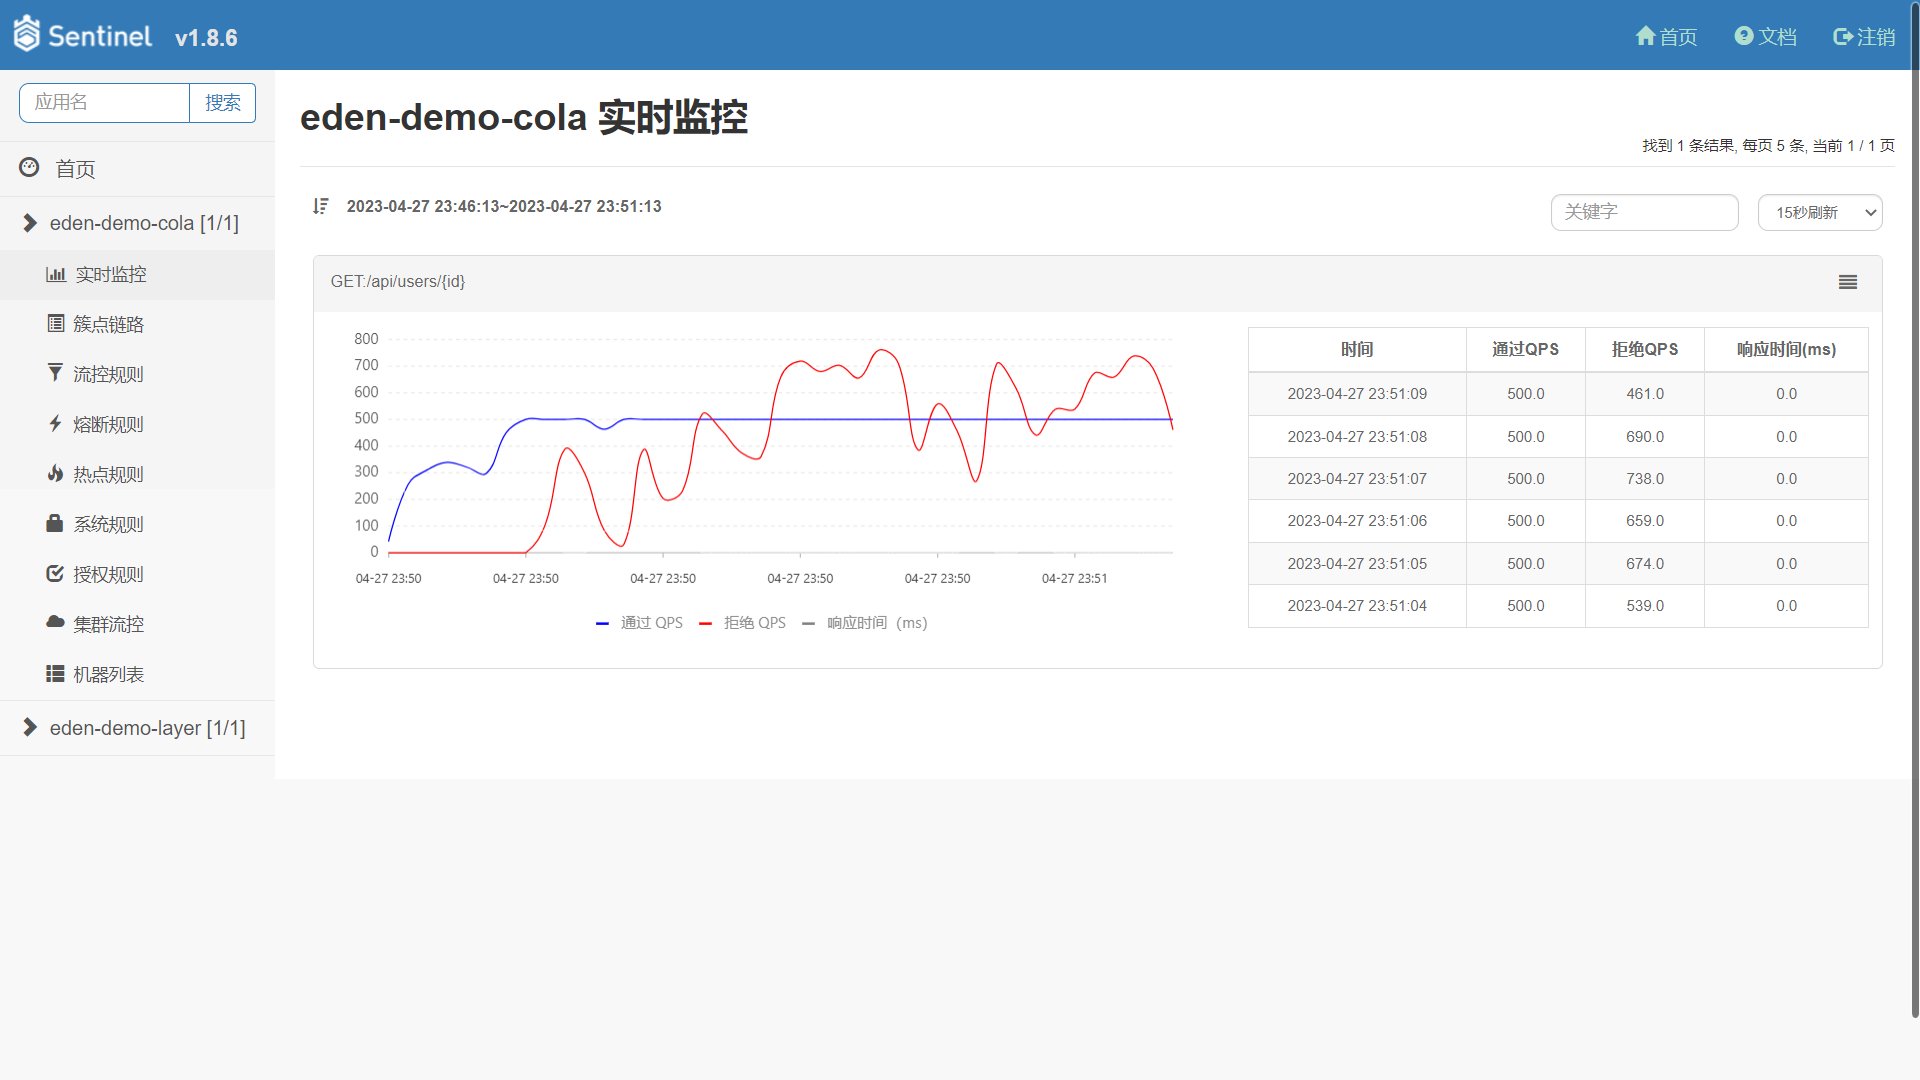 Sentinel v1.8.6
首页 文档 注销
应用名 搜索
首页
eden-demo-cola [1/1]
实时监控
簇点链路
流控规则
熔断规则
热点规则
系统规则
授权规则
集群流控
机器列表
eden-demo-layer [1/1]
eden-demo-cola 实时监控
找到 1 条结果, 每页 5 条, 当前 1 / 1 页
2023-04-27 23:46:13~2023-04-27 23:51:13
关键字 15秒刷新
GET:/api/users/{id}
800
700
600
500
400
300
200
100
0
04-27 23:50 04-27 23:50 04-27 23:50 04-27 23:50 04-27 23:50 04-27 23:51
通过 QPS 拒绝 QPS 响应时间（ms）
时间 通过QPS 拒绝QPS 响应时间(ms)
2023-04-27 23:51:09 500.0 461.0 0.0
2023-04-27 23:51:08 500.0 690.0 0.0
2023-04-27 23:51:07 500.0 738.0 0.0
2023-04-27 23:51:06 500.0 659.0 0.0
2023-04-27 23:51:05 500.0 674.0 0.0
2023-04-27 23:51:04 500.0 539.0 0.0